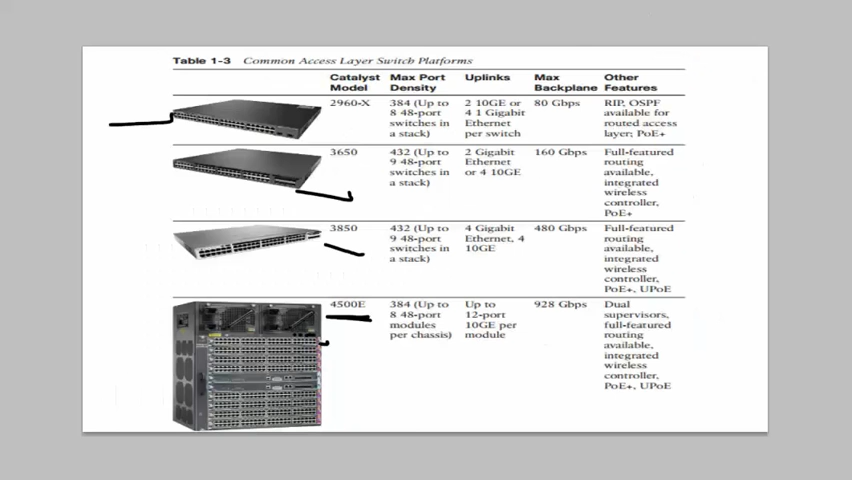 Table 1-3 Common Access Layer Switch Platforms
Catalyst Model Max Port Density Uplinks Max Backplane Other Features
2960-X 384 (Up to 8 48-port switches in a stack) 2 10GE or 4 1 Gigabit Ethernet per switch 80 Gbps RIP, OSPF available for routed access layer; PoE+
3650 432 (Up to 9 48-port switches in a stack) 2 Gigabit Ethernet or 4 10GE 160 Gbps Full-featured routing available, integrated wireless controller, PoE+
3850 432 (Up to 9 48-port switches in a stack) 4 Gigabit Ethernet, 4 10GE 480 Gbps Full-featured routing available, integrated wireless controller, PoE+, UPoE
4500E 384 (Up to 8 48-port modules per chassis) Up to 12-port 10GE per module 928 Gbps Dual supervisors, full-featured routing available, integrated wireless controller, PoE+, UPoE